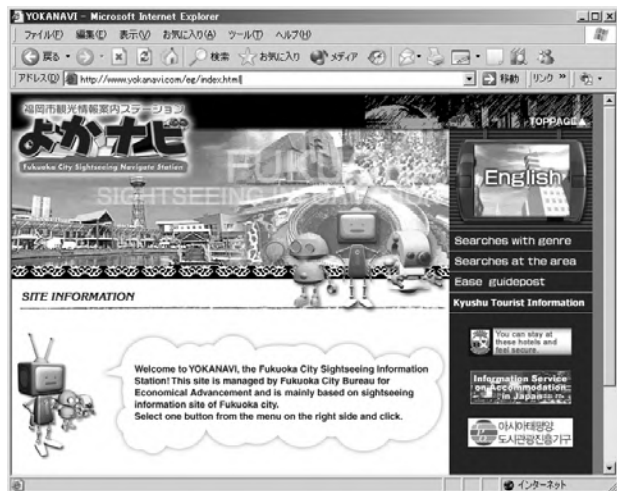 YOKANAVI - Microsoft Internet Explorer
ファイル(F) 編集(E) 表示(V) お気に入り(A) ツール(T) ヘルプ(H)
戻る 検索 お気に入り メディア
アドレス(D) http://www.yokanavi.com/eg/index.html 移動 リンク »
福岡市観光情報案内ステーション
よかナビ
Fukuoka City Sightseeing Navigate Station
FUKU
SIGHTSEEING
TOPPAGE▲
English
Searches with genre
Searches at the area
Ease guidepost
Kyushu Tourist Information
SITE INFORMATION
You can stay at
these hotels and
feel secure.
Information Service
on Accommodation
in Japan
아시아태평양
도시관광진흥기구
Welcome to YOKANAVI, the Fukuoka City Sightseeing Information
Station! This site is managed by Fukuoka City Bureau for
Economical Advancement and is mainly based on sightseeing
information site of Fukuoka city.
Select one button from the menu on the right side and click.
インターネット